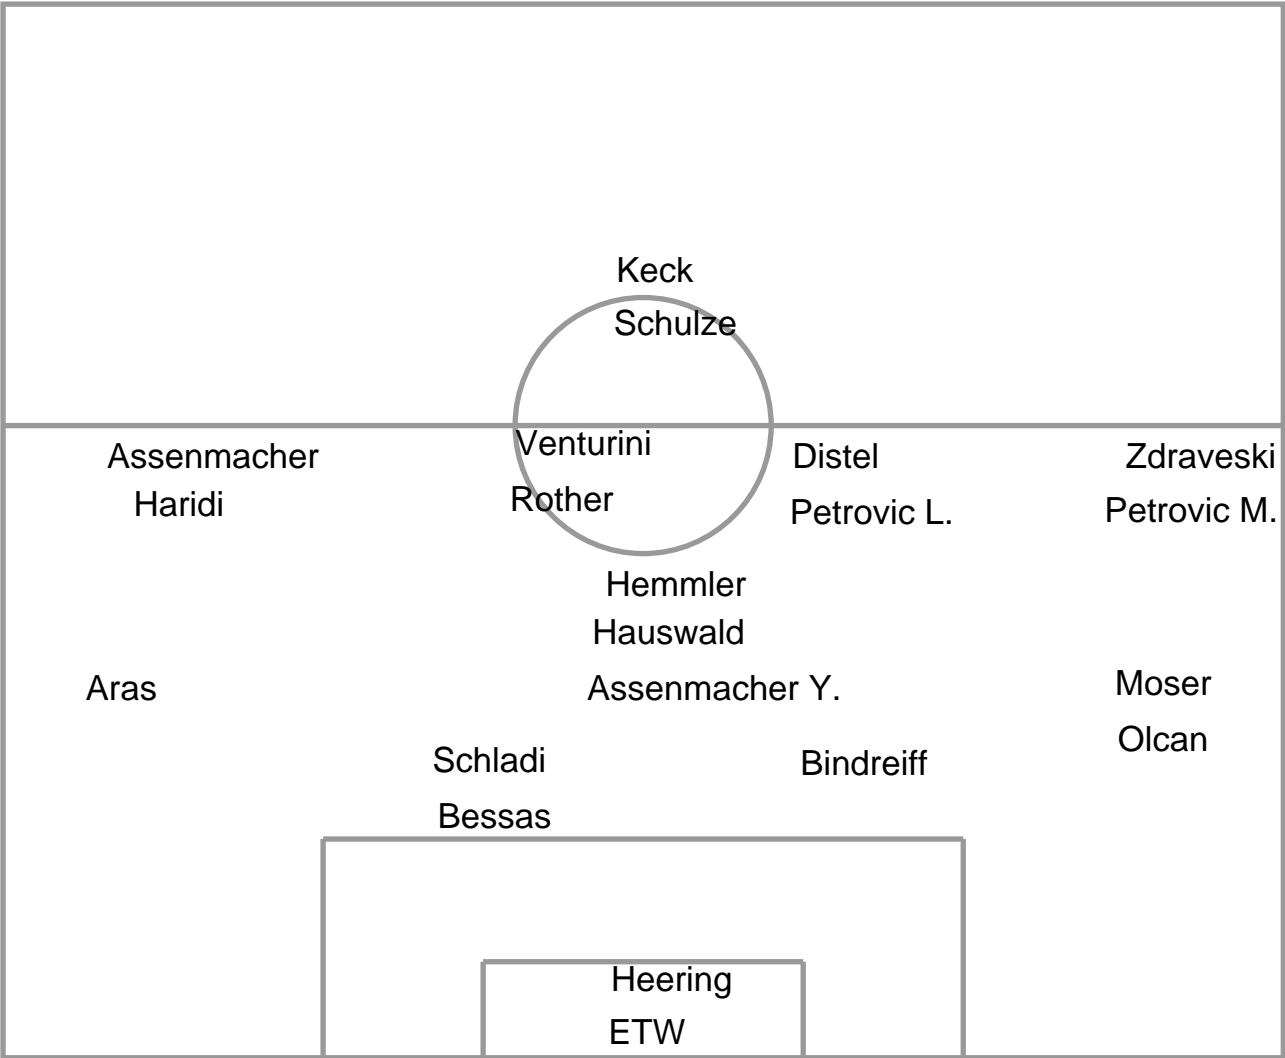 Keck
Schulze
Assenmacher
Haridi
Venturini
Rother
Distel
Petrovic L.
Zdraveski
Petrovic M.
Hemmler
Hauswald
Assenmacher Y.
Aras
Moser
Olcan
Schladi
Bessas
Bindreiff
Heering
ETW